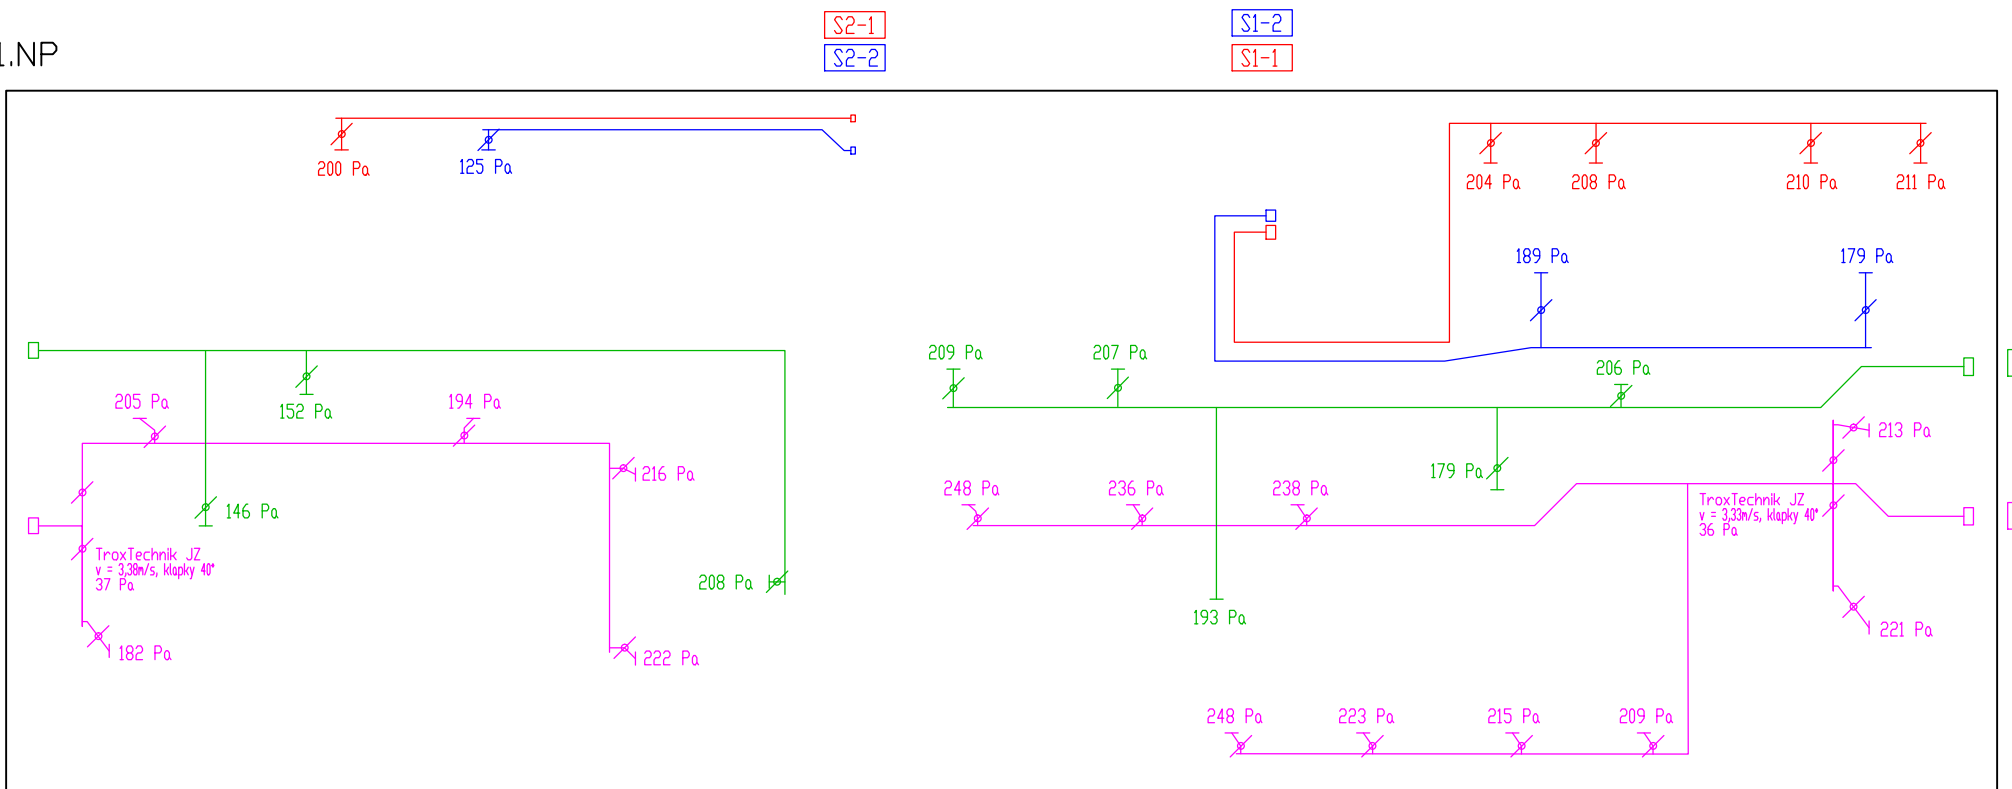 S2-1
S1-2
1.NP
S2-2
S1-1
200 Pa
125 Pa
204 Pa
208 Pa
210 Pa
211 Pa
189 Pa
179 Pa
209 Pa
207 Pa
206 Pa
205 Pa
152 Pa
194 Pa
213 Pa
216 Pa
179 Pa
248 Pa
236 Pa
238 Pa
146 Pa
TroxTechnik JZ
v = 3,33m/s, klapky 40°
36 Pa
TroxTechnik JZ
v = 3,38m/s, klapky 40°
37 Pa
208 Pa
193 Pa
221 Pa
182 Pa
222 Pa
248 Pa
223 Pa
215 Pa
209 Pa